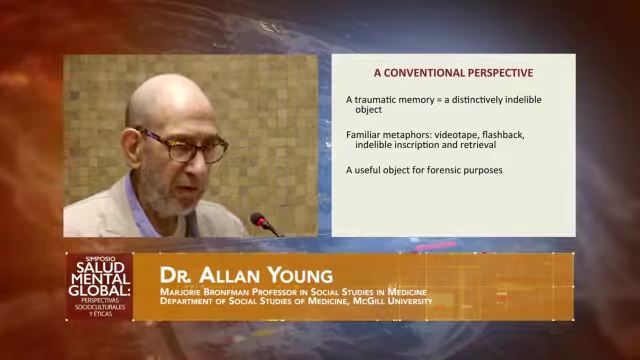 A CONVENTIONAL PERSPECTIVE
A traumatic memory = a distinctively indelible
object
Familiar metaphors: videotape, flashback,
indelible inscription and retrieval
A useful object for forensic purposes
SIMPOSIO
SALUD
MENTAL
GLOBAL:
PERSPECTIVAS
SOCIOCULTURALES
Y ÉTICAS
DR. ALLAN YOUNG
MARJORIE BRONFMAN PROFESSOR IN SOCIAL STUDIES IN MEDICINE
DEPARTMENT OF SOCIAL STUDIES OF MEDICINE, MCGILL UNIVERSITY